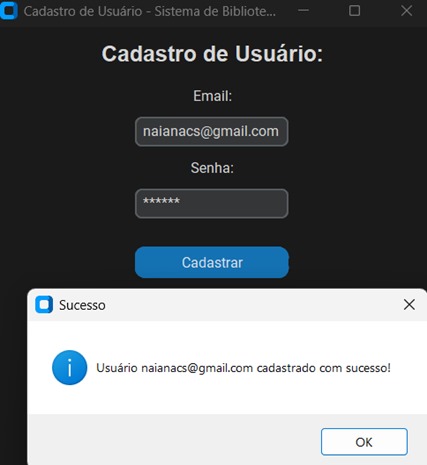 Cadastro de Usuário - Sistema de Bibliote...
Cadastro de Usuário:
Email:
naianacs@gmail.com
Senha:
******
Cadastrar
Sucesso
Usuário naianacs@gmail.com cadastrado com sucesso!
OK